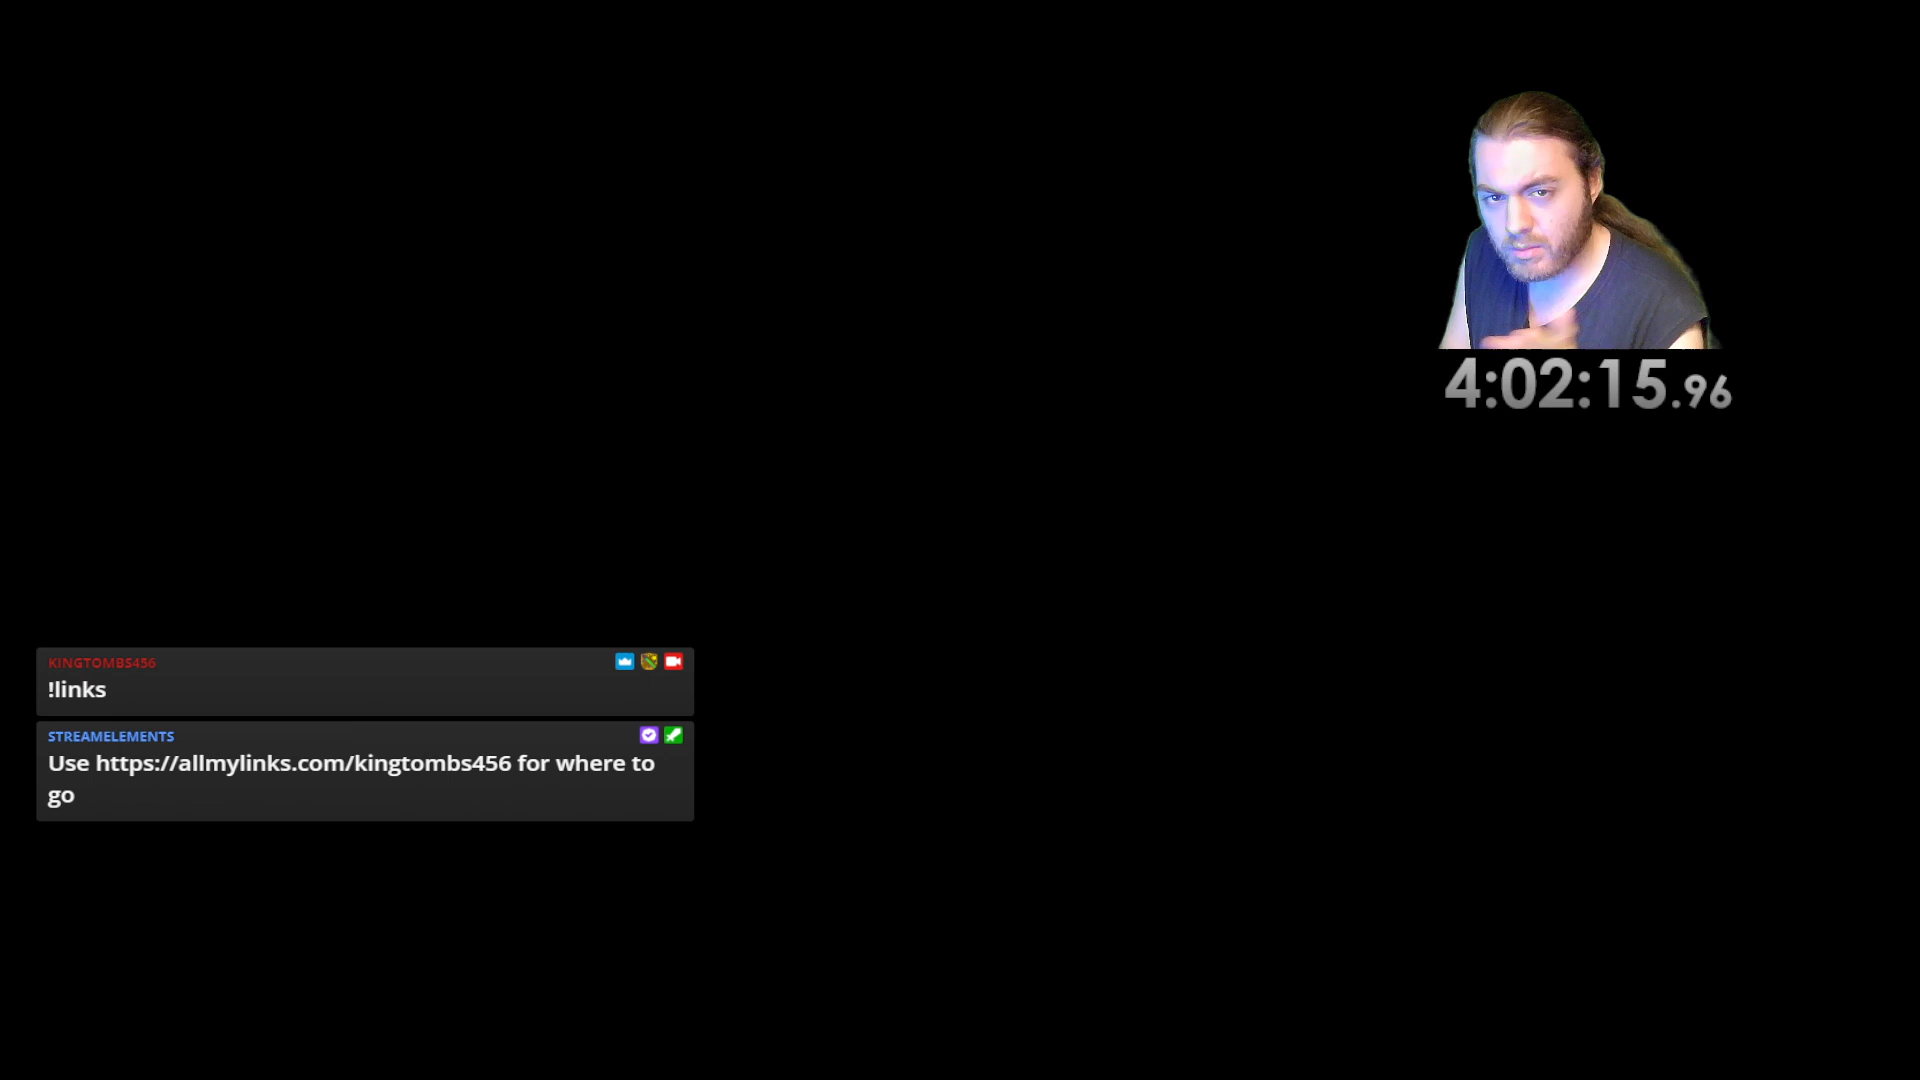 4:02:15.96
KINGTOMBS456
!links
STREAMELEMENTS
Use https://allmylinks.com/kingtombs456 for where to
go